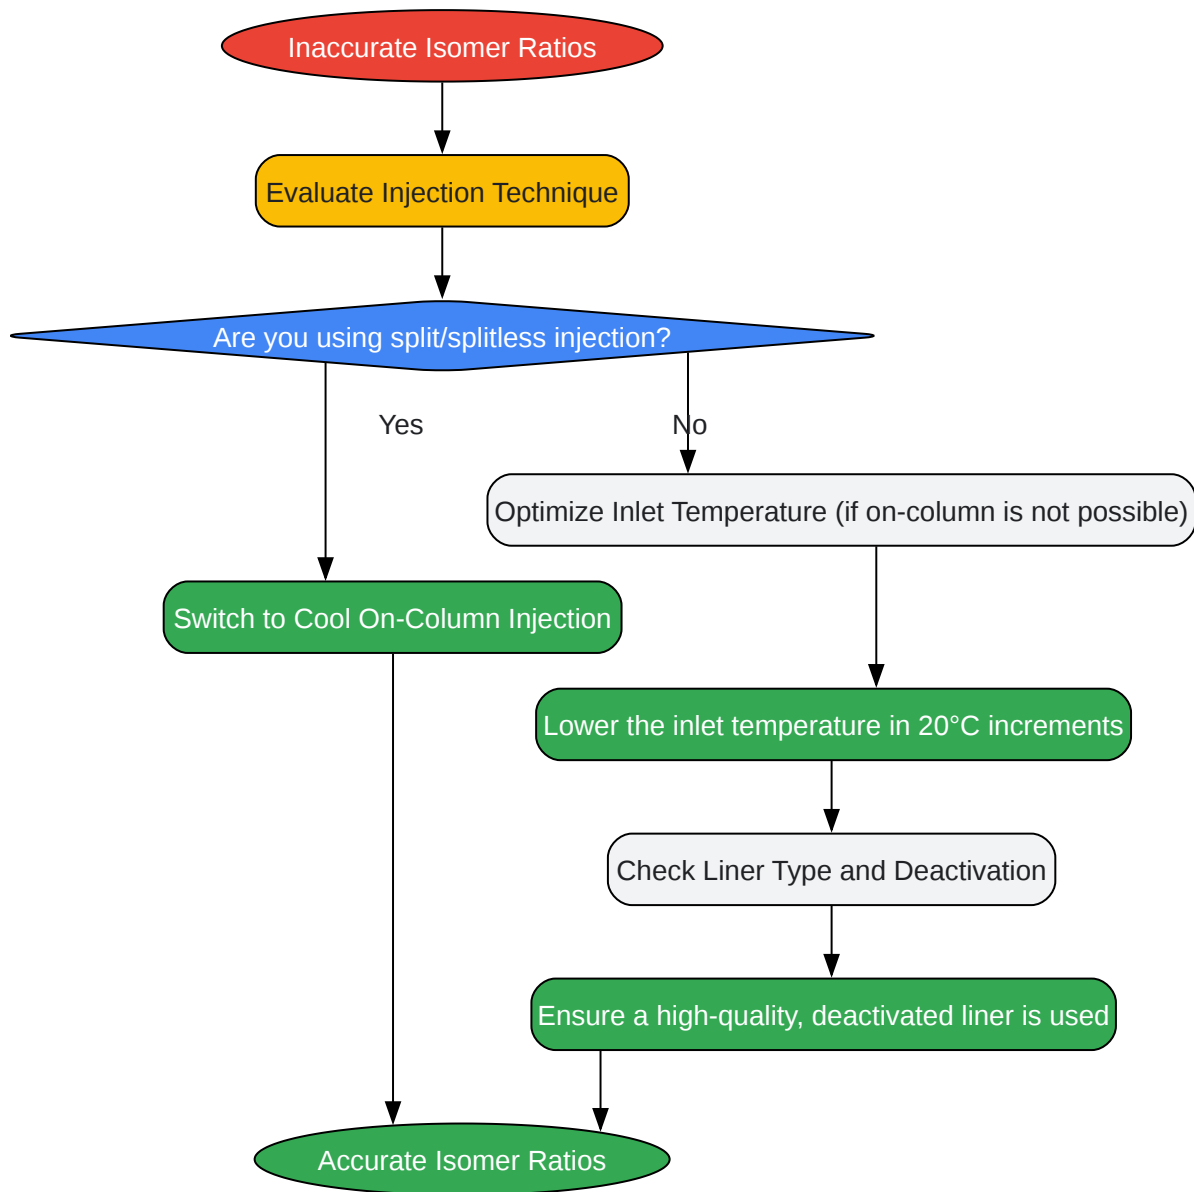 Inaccurate Isomer Ratios
Evaluate Injection Technique
Are you using split/splitless injection?
Yes
No
Optimize Inlet Temperature (if on-column is not possible)
Switch to Cool On-Column Injection
Lower the inlet temperature in 20°C increments
Check Liner Type and Deactivation
Ensure a high-quality, deactivated liner is used
Accurate Isomer Ratios